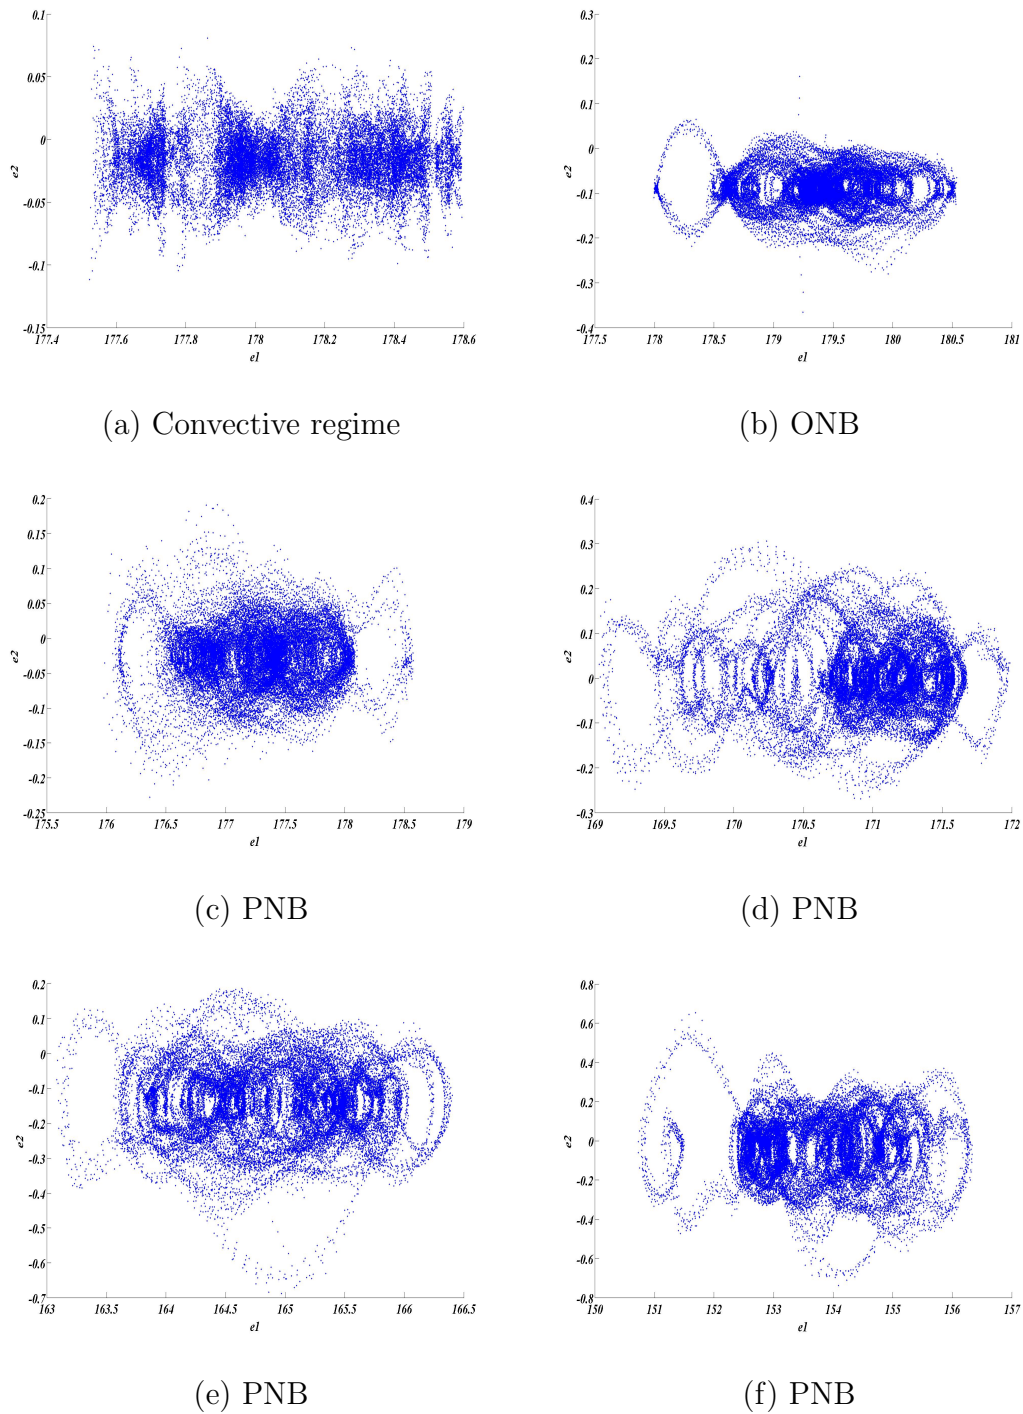 0.1
0.05
0
-0.05
-0.1
-0.15
e2
177.4 177.6 177.8 178 178.2 178.4 178.6
e1
(a) Convective regime
0.3
0.2
0.1
0
-0.1
-0.2
-0.3
-0.4
e2
177.5 178 178.5 179 179.5 180 180.5 181
e1
(b) ONB
0.2
0.15
0.1
0.05
0
-0.05
-0.1
-0.15
-0.2
-0.25
e2
175.5 176 176.5 177 177.5 178 178.5 179
e1
(c) PNB
0.4
0.3
0.2
0.1
0
-0.1
-0.2
-0.3
e2
169 169.5 170 170.5 171 171.5 172
e1
(d) PNB
0.2
0.1
0
-0.1
-0.2
-0.3
-0.4
-0.5
-0.6
-0.7
e2
163 163.5 164 164.5 165 165.5 166 166.5
e1
(e) PNB
0.8
0.6
0.4
0.2
0
-0.2
-0.4
-0.6
-0.8
e2
150 151 152 153 154 155 156 157
e1
(f) PNB